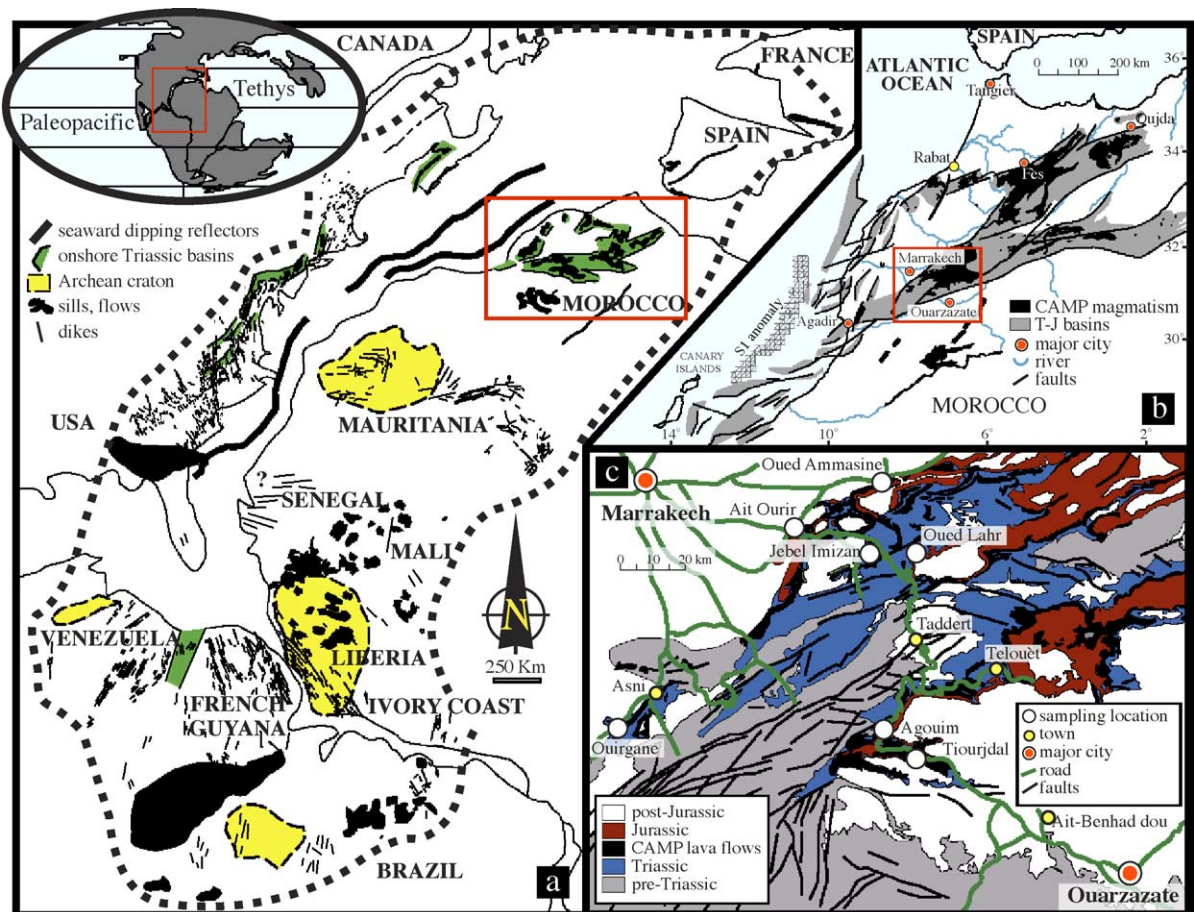 CANADA
FRANCE
Tethys
Paleopacific
SPAIN
seaward dipping reflectors
onshore Triassic basins
Archean craton
sills, flows
dikes
MOROCCO
USA
MAURITANIA
?
SENEGAL
MALI
N
250 Km
VENEZUELA
LIBERIA
FRENCH
GUYANA
IVORY COAST
BRAZIL
a
SPAIN
0 100 200 km
36°
ATLANTIC
OCEAN
Tangier
Oujda
34°
Rabat
Fes
32°
Marrakech
Ouarzazate
Agadir
S1 anomaly
CANARY
ISLANDS
30°
CAMP magmatism
T-J basins
major city
river
faults
MOROCCO
b
14° 10° 6° 2°
c
Oued Ammasine
Marrakech
Ait Ourir
Oued Lahr
Jebel Imizan
0 10 20 km
Taddert
Telouèt
Asni
Ouirgane
Agouim
Tiourjdal
sampling location
town
major city
road
faults
post-Jurassic
Jurassic
CAMP lava flows
Triassic
pre-Triassic
Ait-Benhad dou
Ouarzazate